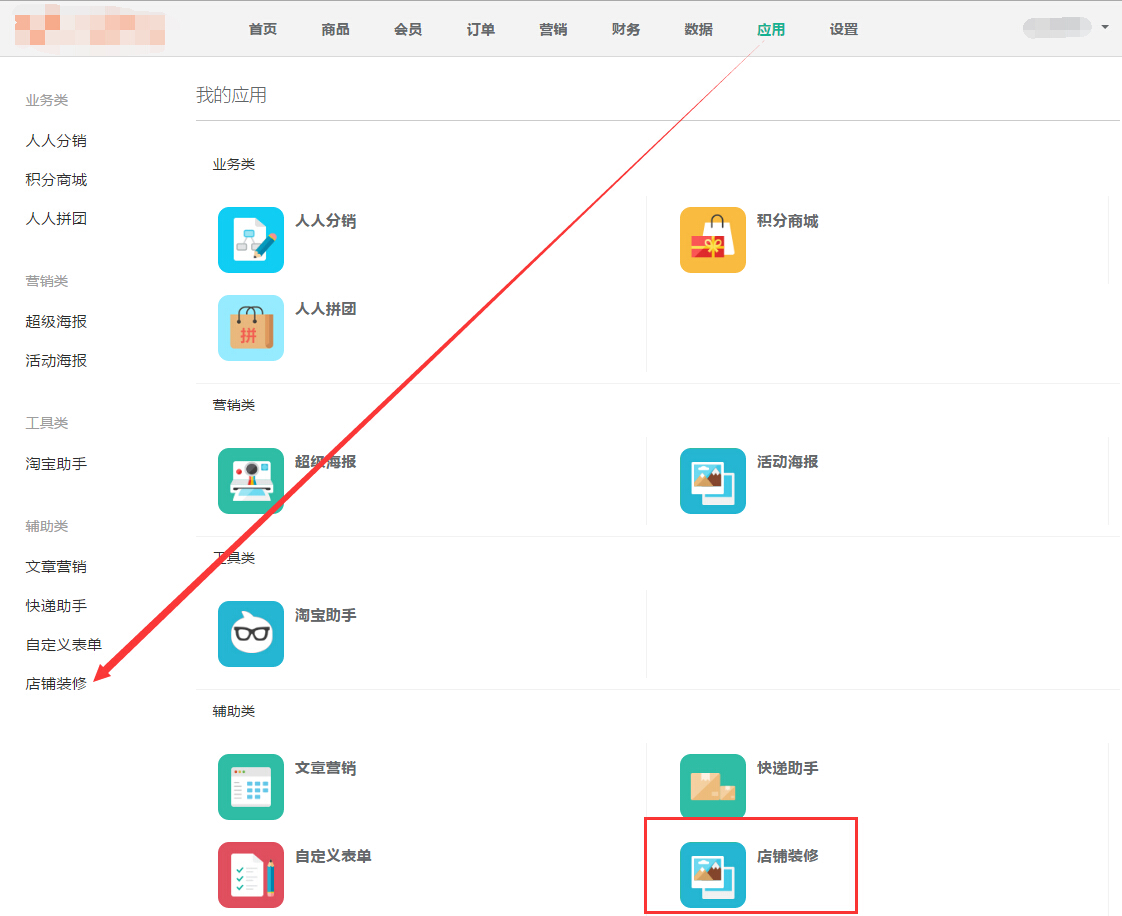 首页 商品 会员 订单 营销 财务 数据 应用 设置
业务类
人人分销
积分商城
人人拼团
营销类
超级海报
活动海报
工具类
淘宝助手
辅助类
文章营销
快递助手
自定义表单
店铺装修
我的应用
业务类
人人分销
积分商城
拼
人人拼团
营销类
超级海报
活动海报
工具类
淘宝助手
辅助类
文章营销
快递助手
自定义表单
店铺装修